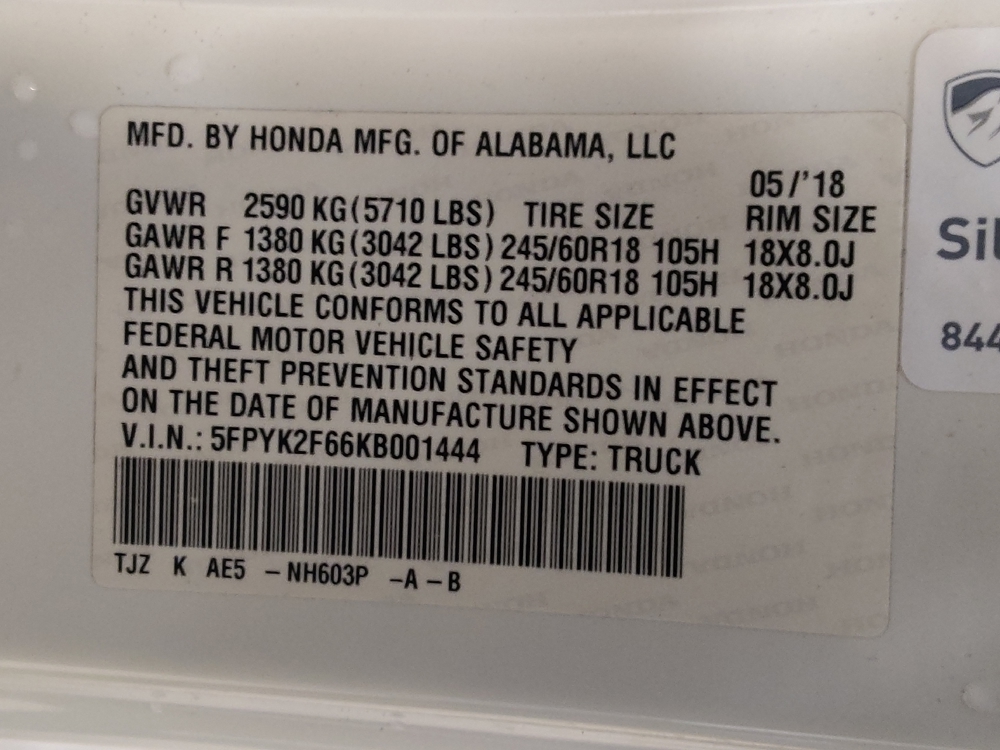 MFD. BY HONDA MFG. OF ALABAMA, LLC
05/'18
GVWR 2590 KG(5710 LBS) TIRE SIZE RIM SIZE
GAWR F 1380 KG(3042 LBS) 245/60R18 105H 18X8.0J
GAWR R 1380 KG(3042 LBS) 245/60R18 105H 18X8.0J
THIS VEHICLE CONFORMS TO ALL APPLICABLE
FEDERAL MOTOR VEHICLE SAFETY
AND THEFT PREVENTION STANDARDS IN EFFECT
ON THE DATE OF MANUFACTURE SHOWN ABOVE.
V.I.N.: 5FPYK2F66KB001444 TYPE: TRUCK
TJZ K AE5 -NH603P -A-B
844